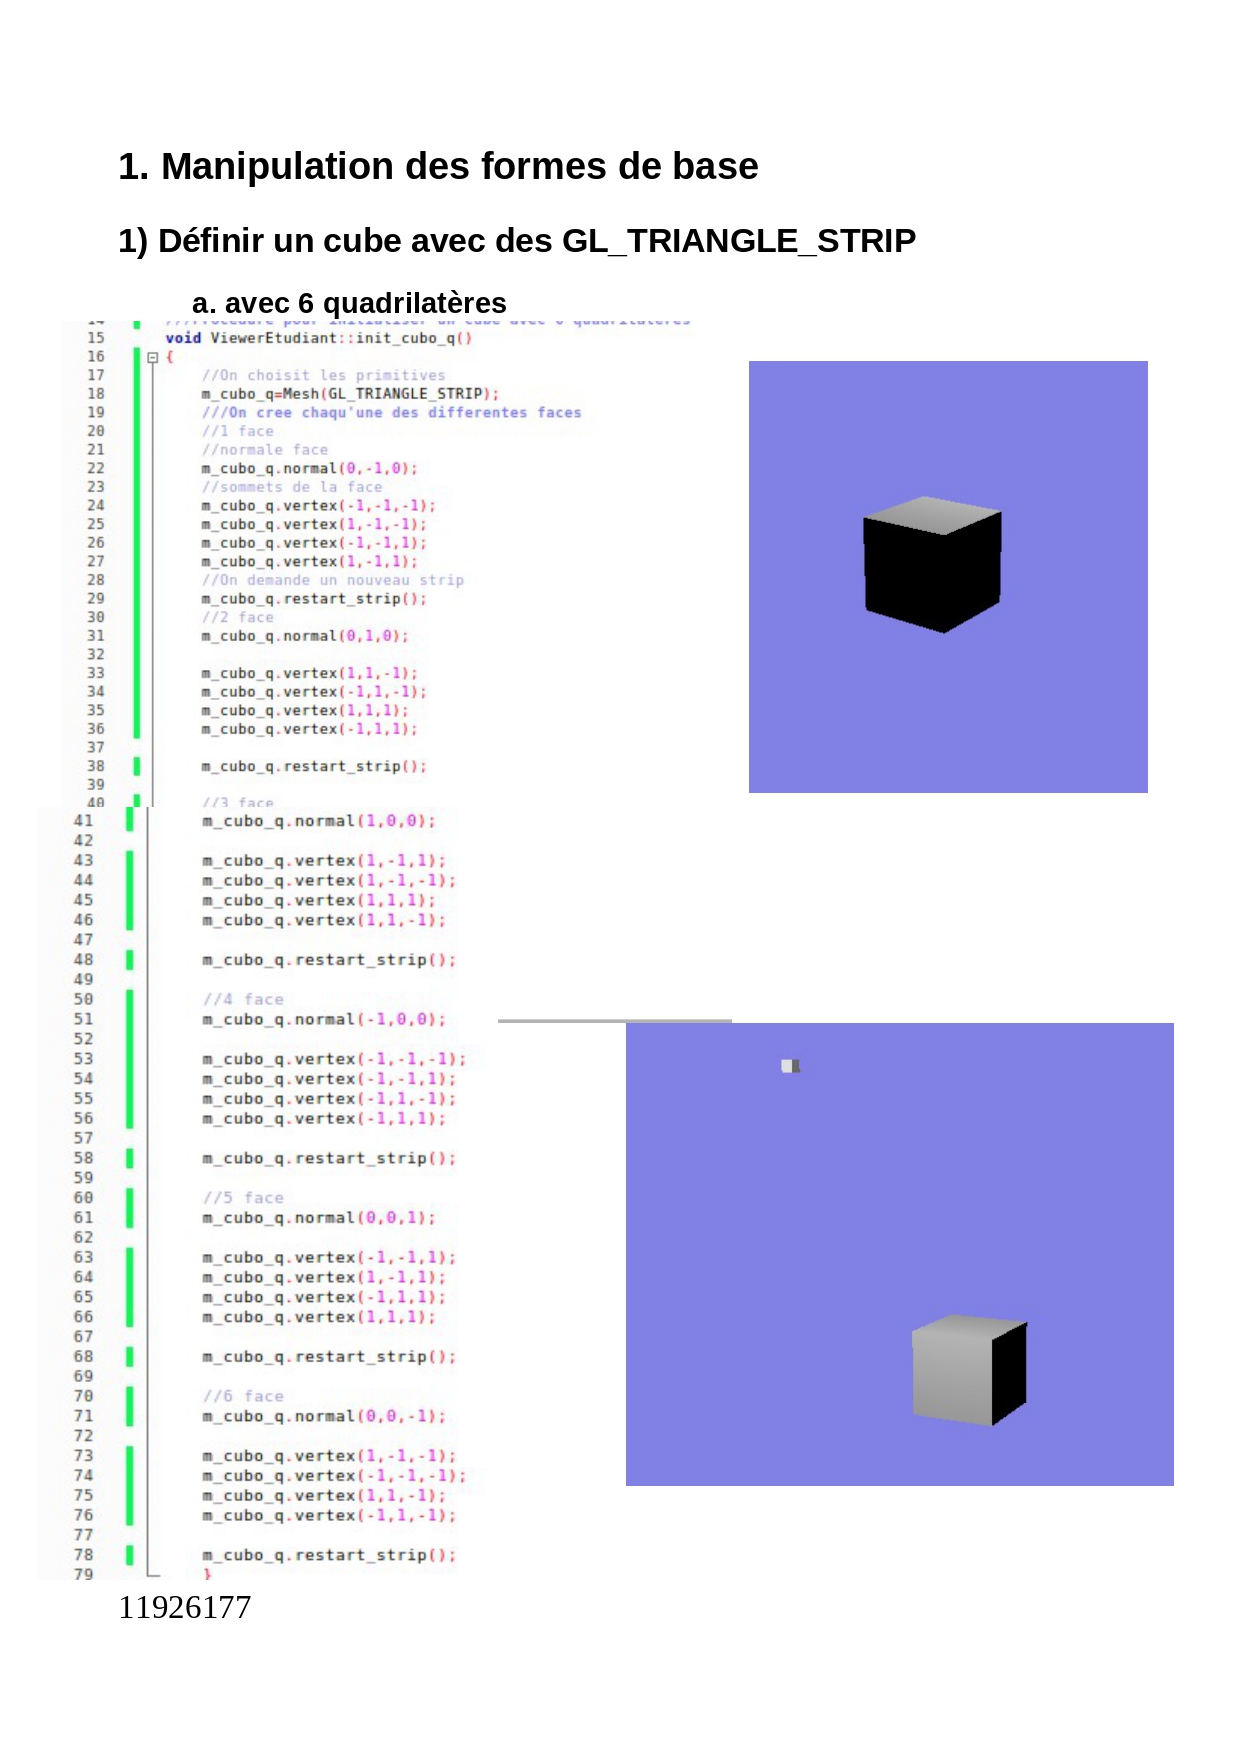 1. Manipulation des formes de base
1) Définir un cube avec des GL_TRIANGLE_STRIP
a. avec 6 quadrilatères
14 ///Procedure pour initialiser un cube avec 6 quadrilateres
15 void ViewerEtudiant::init_cubo_q()
16 {
17 //On choisit les primitives
18 m_cubo_q=Mesh(GL_TRIANGLE_STRIP);
19 ///On cree chaqu'une des differentes faces
20 //1 face
21 //normale face
22 m_cubo_q.normal(0,-1,0);
23 //sommets de la face
24 m_cubo_q.vertex(-1,-1,-1);
25 m_cubo_q.vertex(1,-1,-1);
26 m_cubo_q.vertex(-1,-1,1);
27 m_cubo_q.vertex(1,-1,1);
28 //On demande un nouveau strip
29 m_cubo_q.restart_strip();
30 //2 face
31 m_cubo_q.normal(0,1,0);
32
33 m_cubo_q.vertex(1,1,-1);
34 m_cubo_q.vertex(-1,1,-1);
35 m_cubo_q.vertex(1,1,1);
36 m_cubo_q.vertex(-1,1,1);
37
38 m_cubo_q.restart_strip();
39
40 //3 face
41 m_cubo_q.normal(1,0,0);
42
43 m_cubo_q.vertex(1,-1,1);
44 m_cubo_q.vertex(1,-1,-1);
45 m_cubo_q.vertex(1,1,1);
46 m_cubo_q.vertex(1,1,-1);
47
48 m_cubo_q.restart_strip();
49
50 //4 face
51 m_cubo_q.normal(-1,0,0);
52
53 m_cubo_q.vertex(-1,-1,-1);
54 m_cubo_q.vertex(-1,-1,1);
55 m_cubo_q.vertex(-1,1,-1);
56 m_cubo_q.vertex(-1,1,1);
57
58 m_cubo_q.restart_strip();
59
60 //5 face
61 m_cubo_q.normal(0,0,1);
62
63 m_cubo_q.vertex(-1,-1,1);
64 m_cubo_q.vertex(1,-1,1);
65 m_cubo_q.vertex(-1,1,1);
66 m_cubo_q.vertex(1,1,1);
67
68 m_cubo_q.restart_strip();
69
70 //6 face
71 m_cubo_q.normal(0,0,-1);
72
73 m_cubo_q.vertex(1,-1,-1);
74 m_cubo_q.vertex(-1,-1,-1);
75 m_cubo_q.vertex(1,1,-1);
76 m_cubo_q.vertex(-1,1,-1);
77
78 m_cubo_q.restart_strip();
79 }
11926177